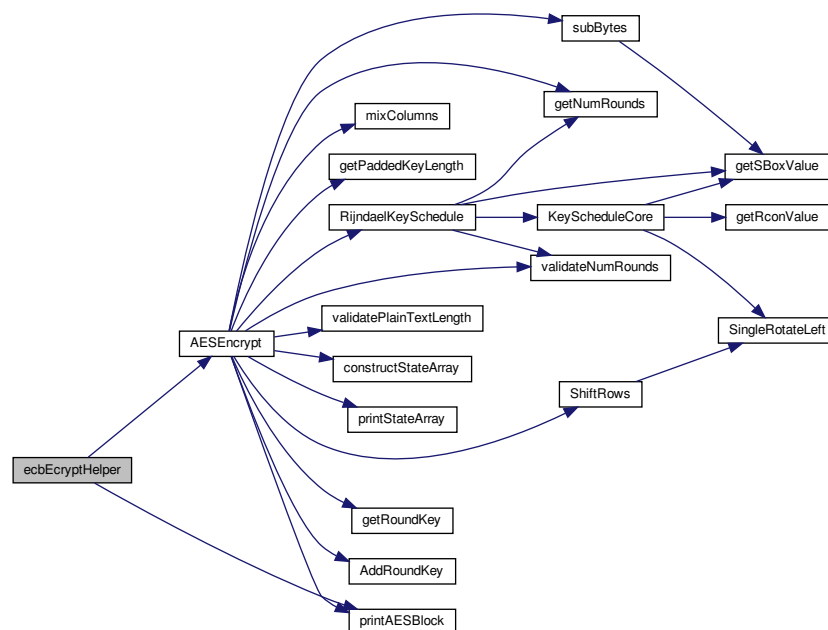 subBytes
getNumRounds
mixColumns
getPaddedKeyLength
getSBoxValue
RijndaelKeySchedule
KeyScheduleCore
getRconValue
validateNumRounds
validatePlainTextLength
SingleRotateLeft
AESEncrypt
constructStateArray
ShiftRows
printStateArray
ecbEcryptHelper
getRoundKey
AddRoundKey
printAESBlock